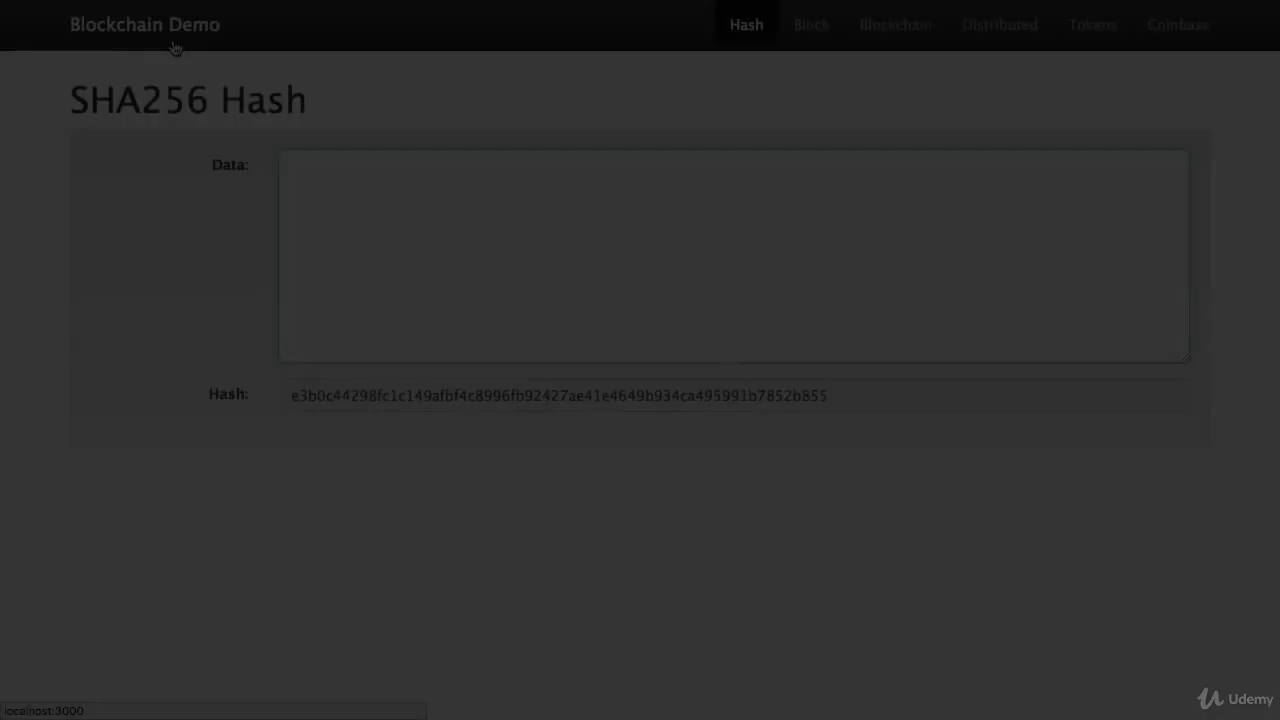 Blockchain Demo
Hash Block Blockchain Distributed Tokens Coinbase
SHA256 Hash
Data:
Hash: e3b0c44298fc1c149afbf4c8996fb92427ae41e4649b934ca495991b7852b855
localhost:3000
Udemy